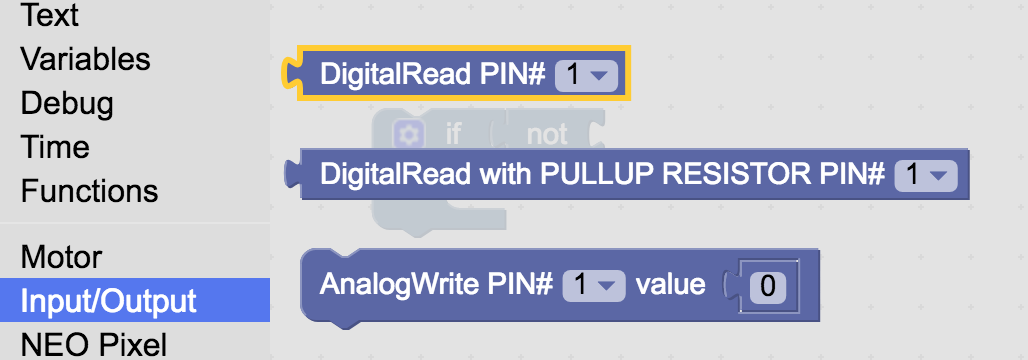 Text
Variables
Debug
Time
Functions
Motor
Input/Output
NEO Pixel
DigitalRead PIN# 1
if not
DigitalRead with PULLUP RESISTOR PIN# 1
AnalogWrite PIN# 1 value 0